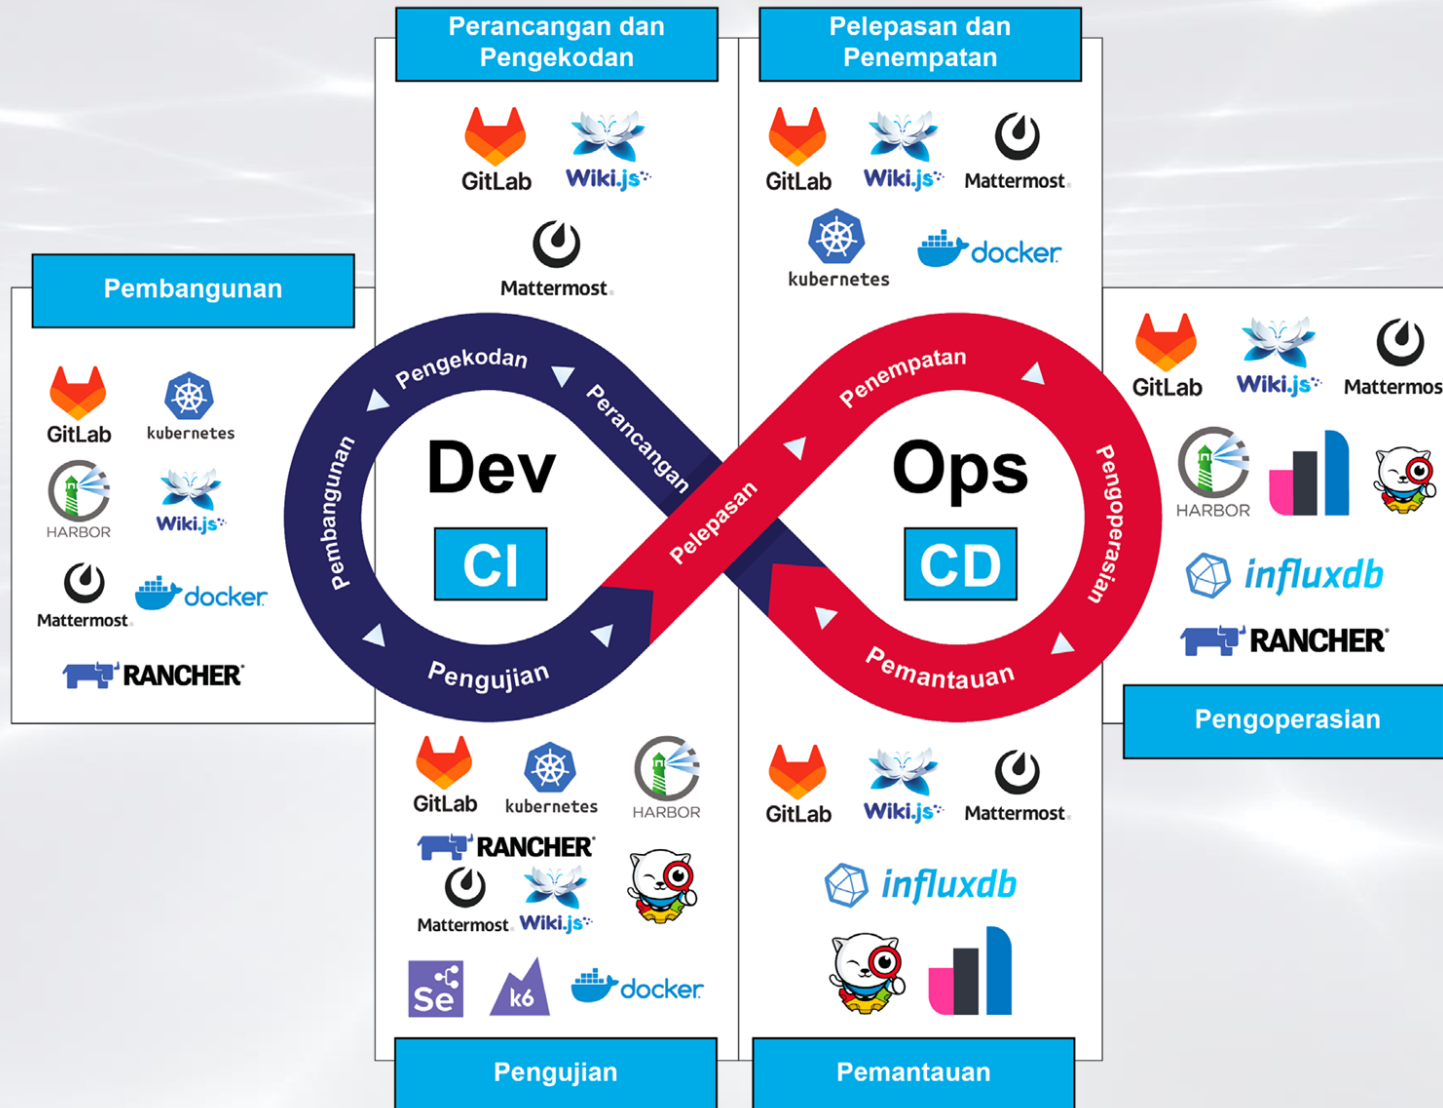 Perancangan dan
Pengekodan
GitLab
Wiki.js
Mattermost
Pelepasan dan
Penempatan
GitLab
Wiki.js
Mattermost
kubernetes
docker
Pembangunan
GitLab
kubernetes
HARBOR
Wiki.js
Mattermost
docker
RANCHER
Perancangan
Pengekodan
Pembangunan
Pengujian
Pelepasan
Penempatan
Pengoperasian
Pemantauan
Dev
CI
Ops
CD
GitLab
Wiki.js
Mattermos
HARBOR
influxdb
RANCHER
Pengoperasian
GitLab
kubernetes
HARBOR
RANCHER
Mattermost
Wiki.js
Se
k6
docker
Pengujian
GitLab
Wiki.js
Mattermost
influxdb
Pemantauan